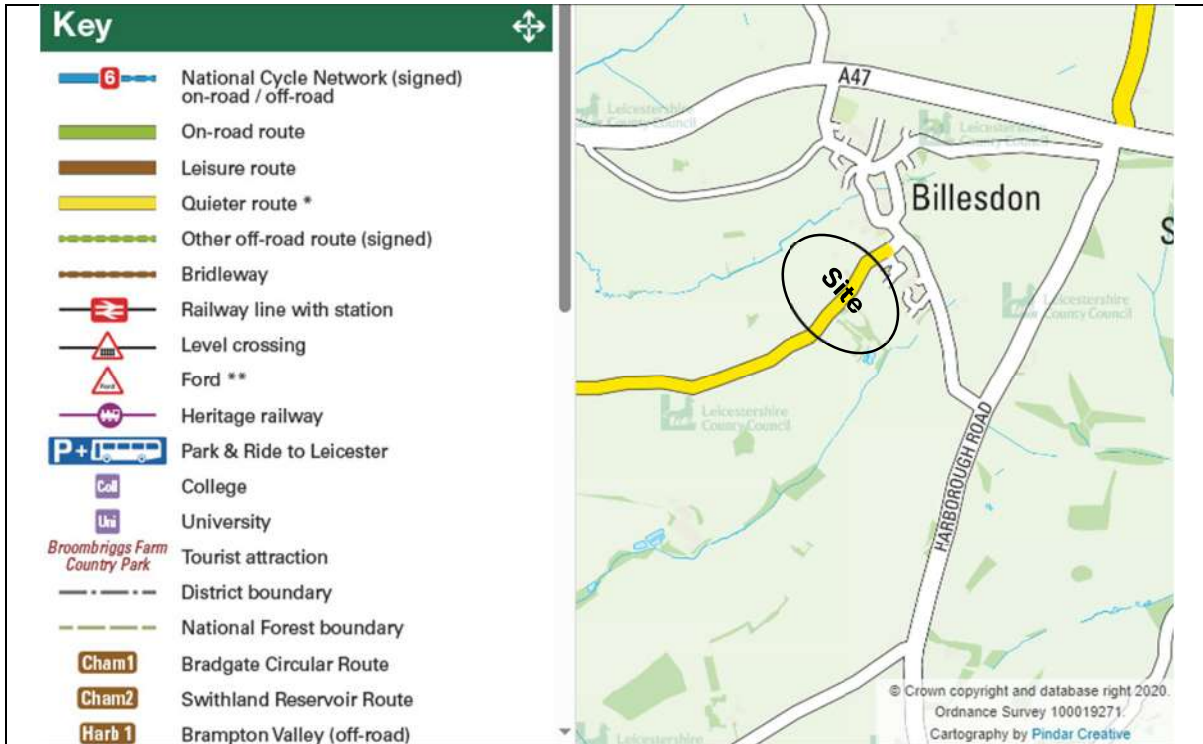 Key
6
National Cycle Network (signed)
on-road / off-road
On-road route
Leisure route
Quieter route *
Other off-road route (signed)
Bridleway
Railway line with station
Level crossing
Ford
Ford **
Heritage railway
P+
Park & Ride to Leicester
Coll
College
Uni
University
Broombriggs Farm
Country Park
Tourist attraction
District boundary
National Forest boundary
Cham1
Bradgate Circular Route
Cham2
Swithland Reservoir Route
Harb 1
Brampton Valley (off-road)
A47
Leicestershire
County Council
Leicestershire
County Council
Billesdon
S
Site
Leicestershire
County Council
Leicestershire
County Council
HARBOROUGH ROAD
© Crown copyright and database right 2020.
Ordnance Survey 100019271.
Cartography by Pindar Creative
Leicestershire